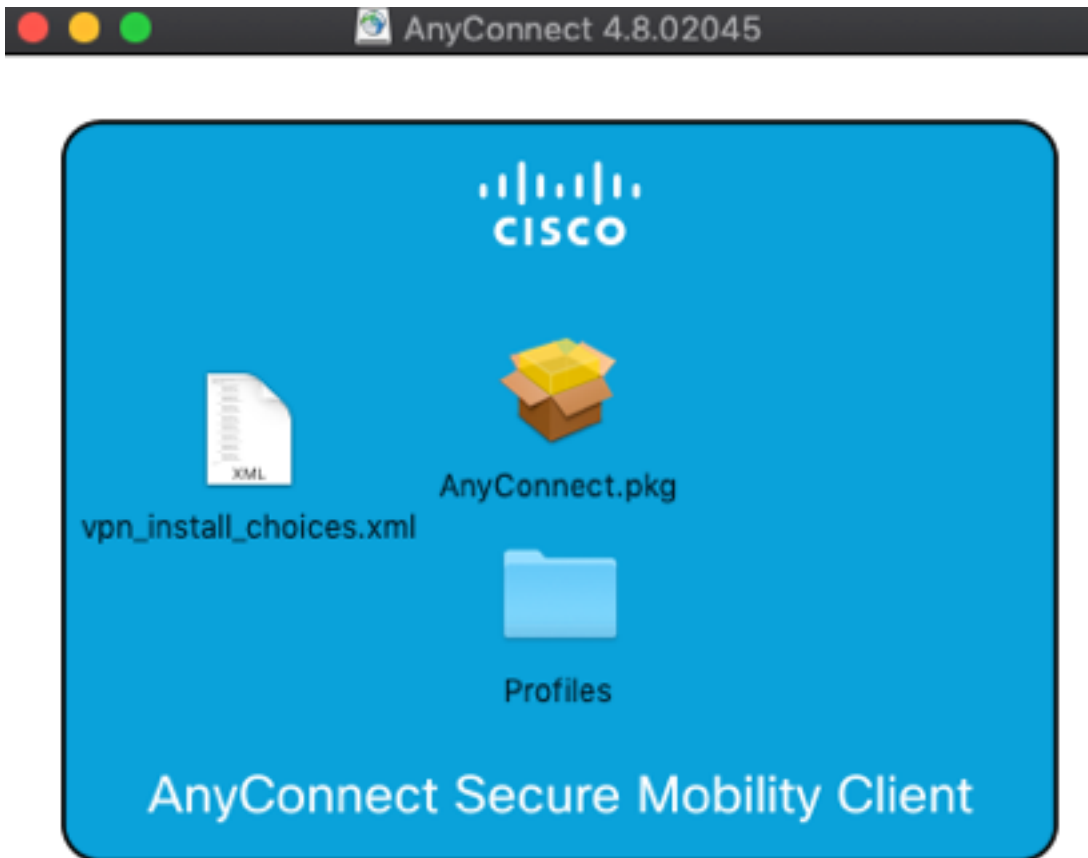 AnyConnect 4.8.02045
CISCO
XML
vpn_install_choices.xml
AnyConnect.pkg
Profiles
AnyConnect Secure Mobility Client